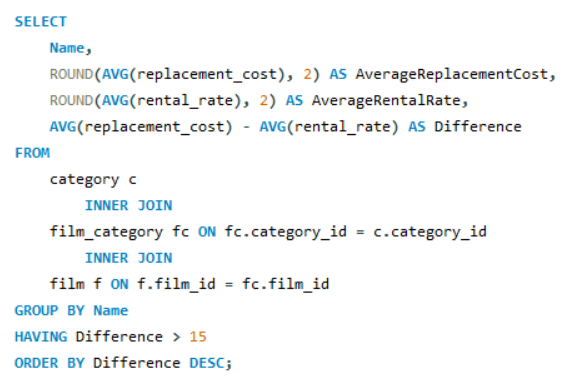 SELECT
    Name,
    ROUND(AVG(replacement_cost), 2) AS AverageReplacementCost,
    ROUND(AVG(rental_rate), 2) AS AverageRentalRate,
    AVG(replacement_cost) - AVG(rental_rate) AS Difference
FROM
    category c
        INNER JOIN
    film_category fc ON fc.category_id = c.category_id
        INNER JOIN
    film f ON f.film_id = fc.film_id
GROUP BY Name
HAVING Difference > 15
ORDER BY Difference DESC;